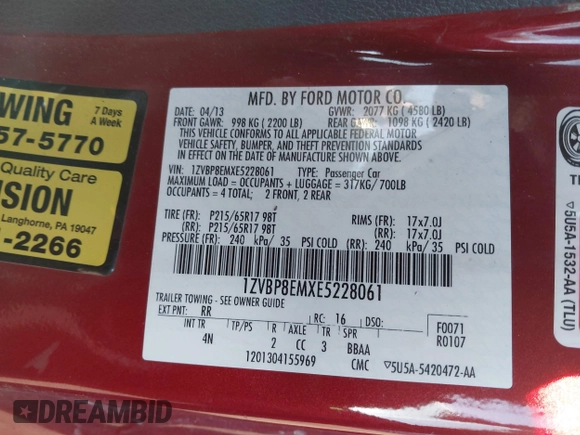 WING
7 Days
A Week
57-5770
Quality Care
ISION
Langhorne, PA 19047
-2266
MFD. BY FORD MOTOR CO.
DATE: 04/13 GVWR: 2077 KG ( 4580 LB)
FRONT GAWR: 998 KG ( 2200 LB) REAR GAWR: 1098 KG ( 2420 LB)
THIS VEHICLE CONFORMS TO ALL APPLICABLE FEDERAL MOTOR
VEHICLE SAFETY, BUMPER, AND THEFT PREVENTION STANDARDS
IN EFFECT ON THE DATE OF MANUFACTURE SHOWN ABOVE.
VIN: 1ZVBP8EMXE5228061 TYPE: Passenger Car
MAXIMUM LOAD = OCCUPANTS + LUGGAGE = 317KG/ 700LB
OCCUPANTS = 4 TOTAL; 2 FRONT, 2 REAR
TIRE (FR): P215/65R17 98T RIMS (FR): 17x7.0J
(RR): P215/65R17 98T (RR): 17x7.0J
PRESSURE (FR): 240 kPa/ 35 PSI COLD (RR): 240 kPa/ 35 PSI COLD
1ZVBP8EMXE5228061
TRAILER TOWING - SEE OWNER GUIDE
EXT PNT: RR RC: 16 DSO: F0071
INT TR TP/PS R AXLE TR SPR R0107
4N 2 CC 3 BBAA
1201304155969 CMC ▽5U5A-5420472-AA
▽5U5A-1532-AA (TLU)
DREAMBID